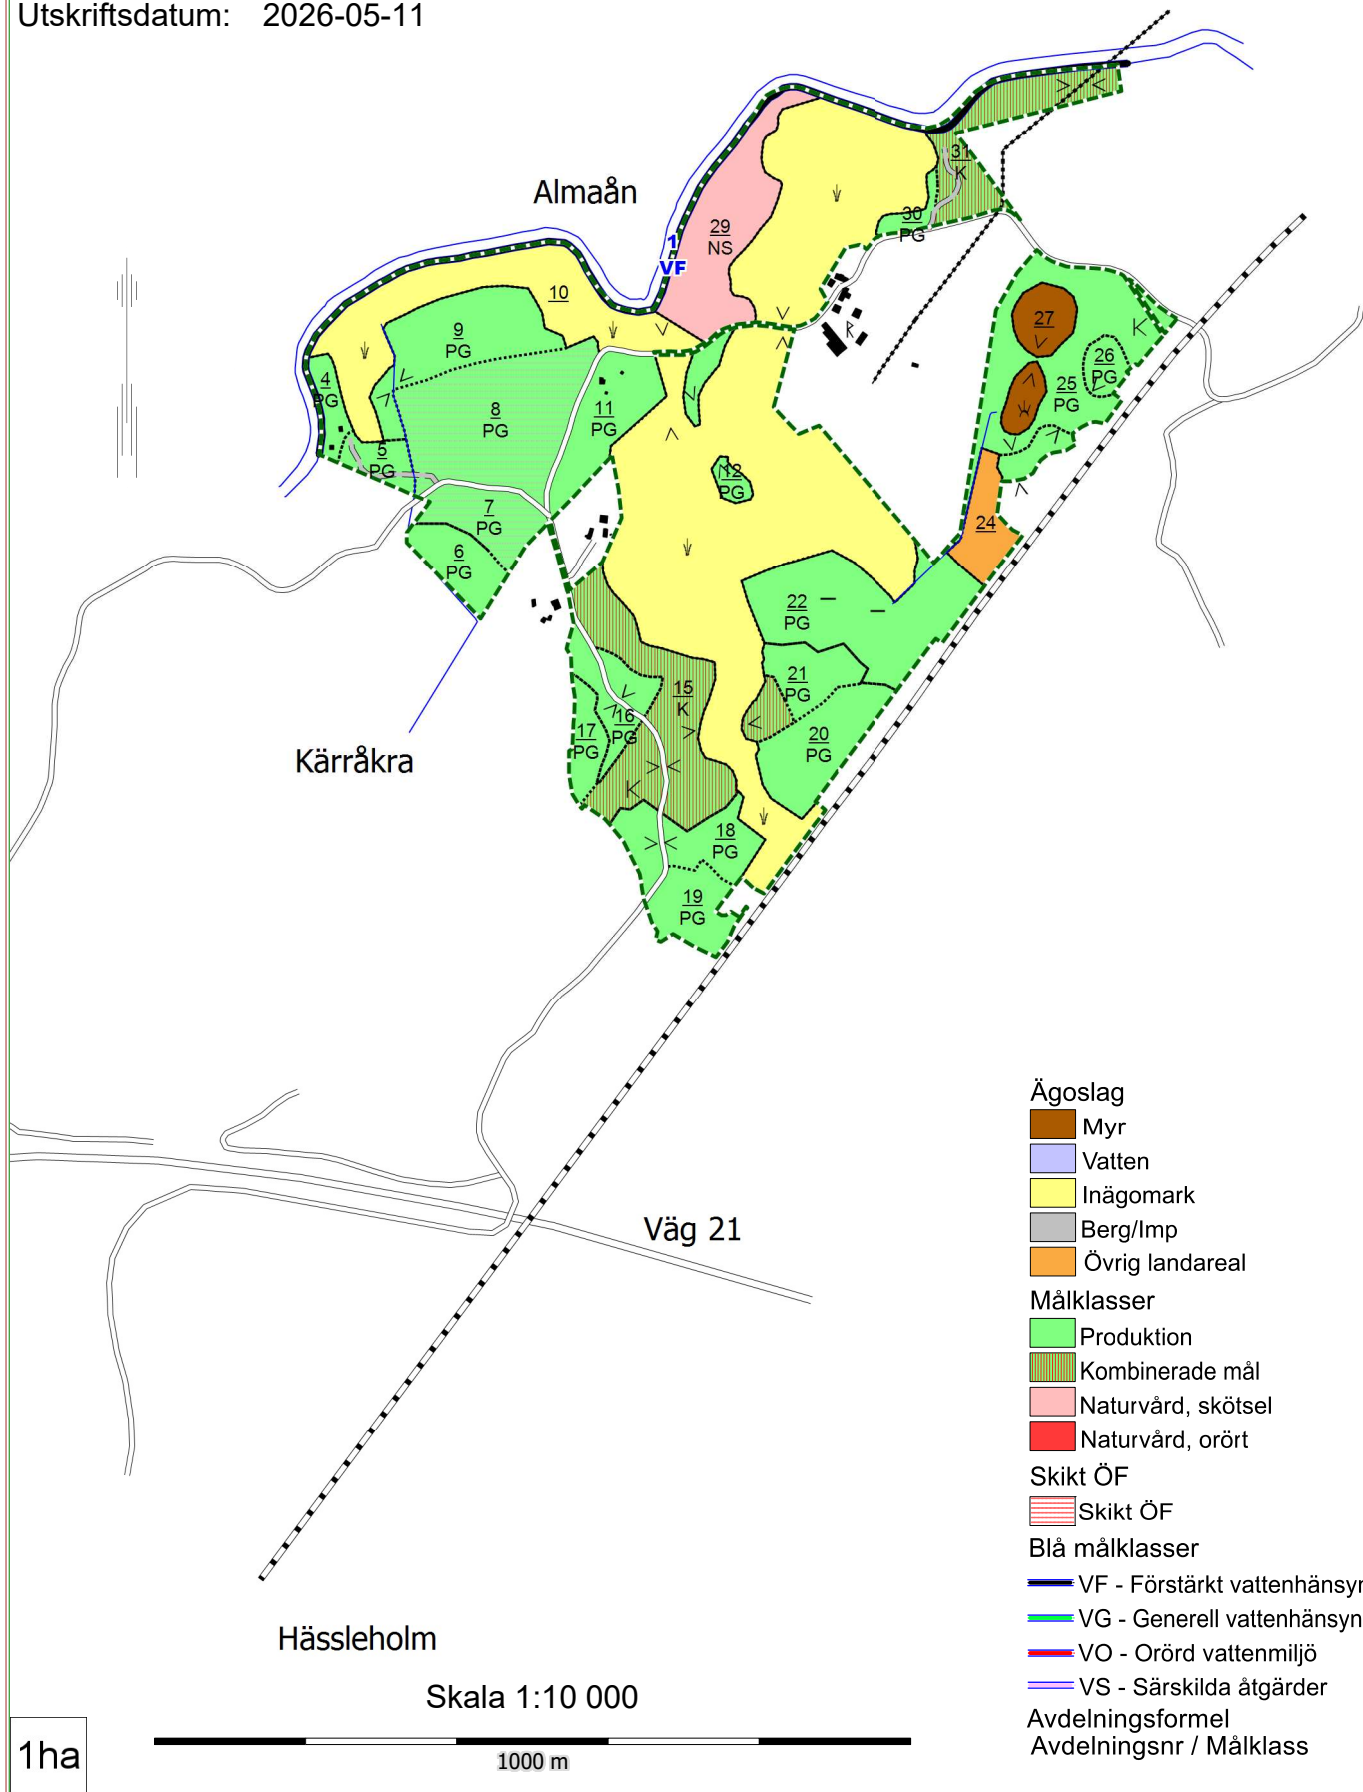 Utskriftsdatum: 2026-05-11
Almaån
1
VF
29
NS
31
K
30
PG
10
9
PG
4
PG
8
PG
11
PG
5
PG
7
PG
6
PG
12
PG
27
26
PG
25
PG
24
22
PG
21
PG
20
PG
15
K
16
PG
17
PG
18
PG
19
PG
Kärråkra
Väg 21
Hässleholm
Ägoslag
Myr
Vatten
Inägomark
Berg/Imp
Övrig landareal
Målklasser
Produktion
Kombinerade mål
Naturvård, skötsel
Naturvård, orört
Skikt ÖF
Skikt ÖF
Blå målklasser
VF - Förstärkt vattenhänsyn
VG - Generell vattenhänsyn
VO - Orörd vattenmiljö
VS - Särskilda åtgärder
Avdelningsformel
Avdelningsnr / Målklass
Skala 1:10 000
1000 m
1ha